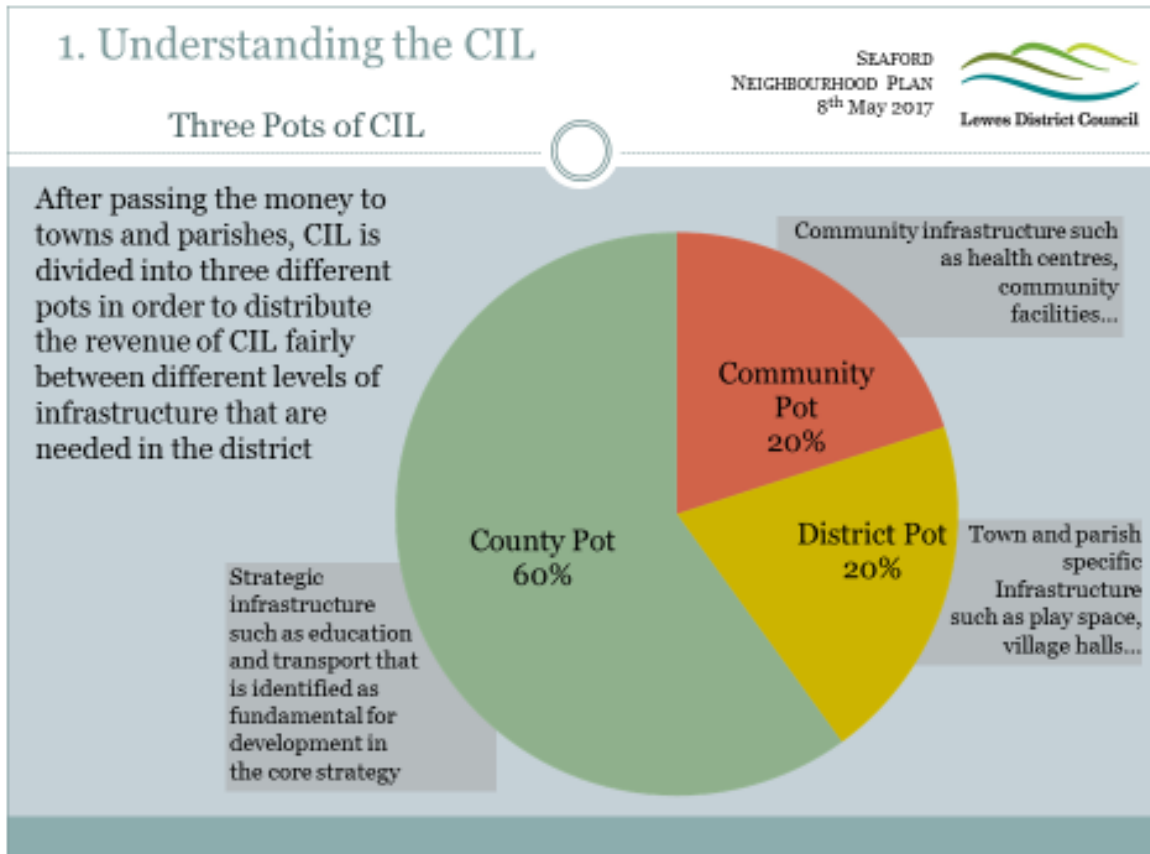 1. Understanding the CIL
Three Pots of CIL
SEAFORD
NEIGHBOURHOOD PLAN
8th May 2017
Lewes District Council
After passing the money to
towns and parishes, CIL is
divided into three different
pots in order to distribute
the revenue of CIL fairly
between different levels of
infrastructure that are
needed in the district
Community infrastructure such
as health centres,
community
facilities...
Community
Pot
20%
District Pot
20%
Town and parish
specific
Infrastructure
such as play space,
village halls...
County Pot
60%
Strategic
infrastructure
such as education
and transport that
is identified as
fundamental for
development in
the core strategy